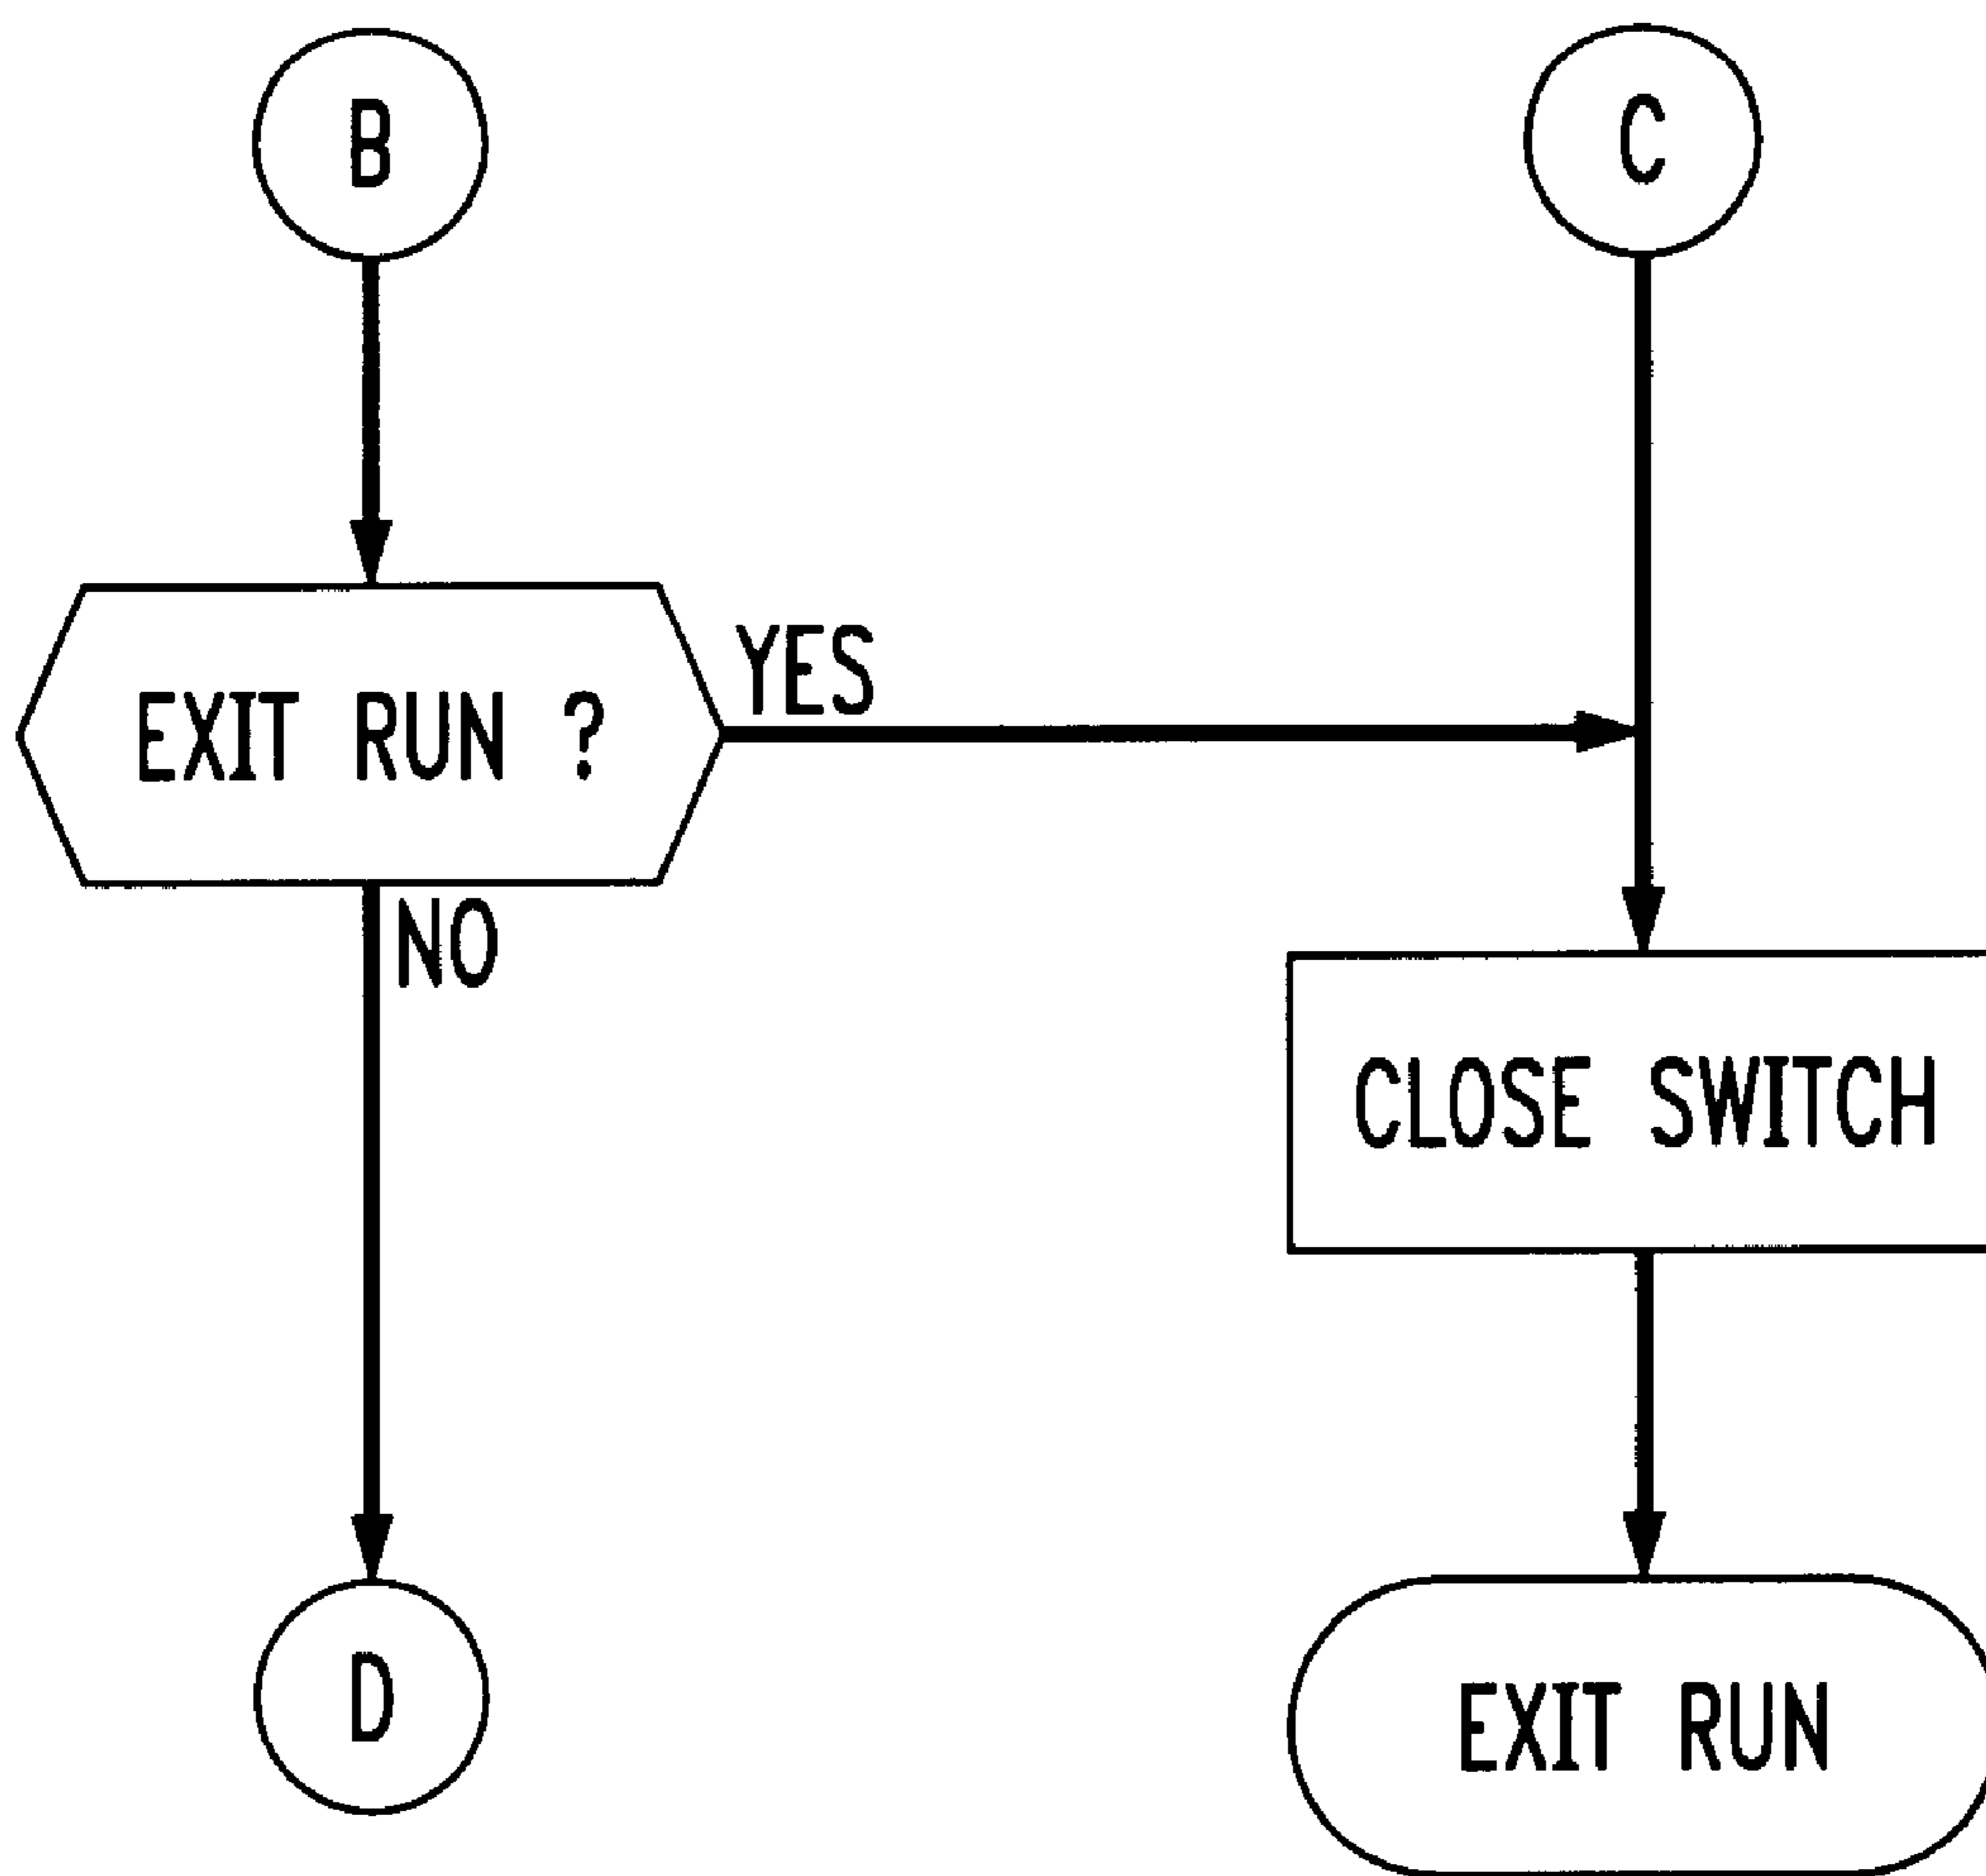 B
C
YES
EXIT RUN ?
NO
CLOSE SWITCH
D
EXIT RUN